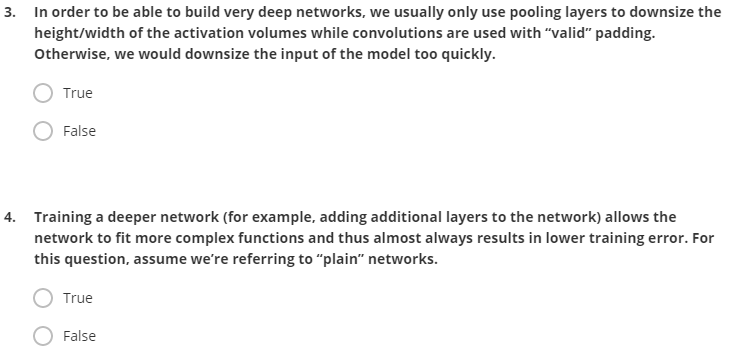 3. In order to be able to build very deep networks, we usually only use pooling layers to downsize the
height/width of the activation volumes while convolutions are used with “valid” padding.
Otherwise, we would downsize the input of the model too quickly.
True
False
4. Training a deeper network (for example, adding additional layers to the network) allows the
network to fit more complex functions and thus almost always results in lower training error. For
this question, assume we’re referring to “plain” networks.
True
False